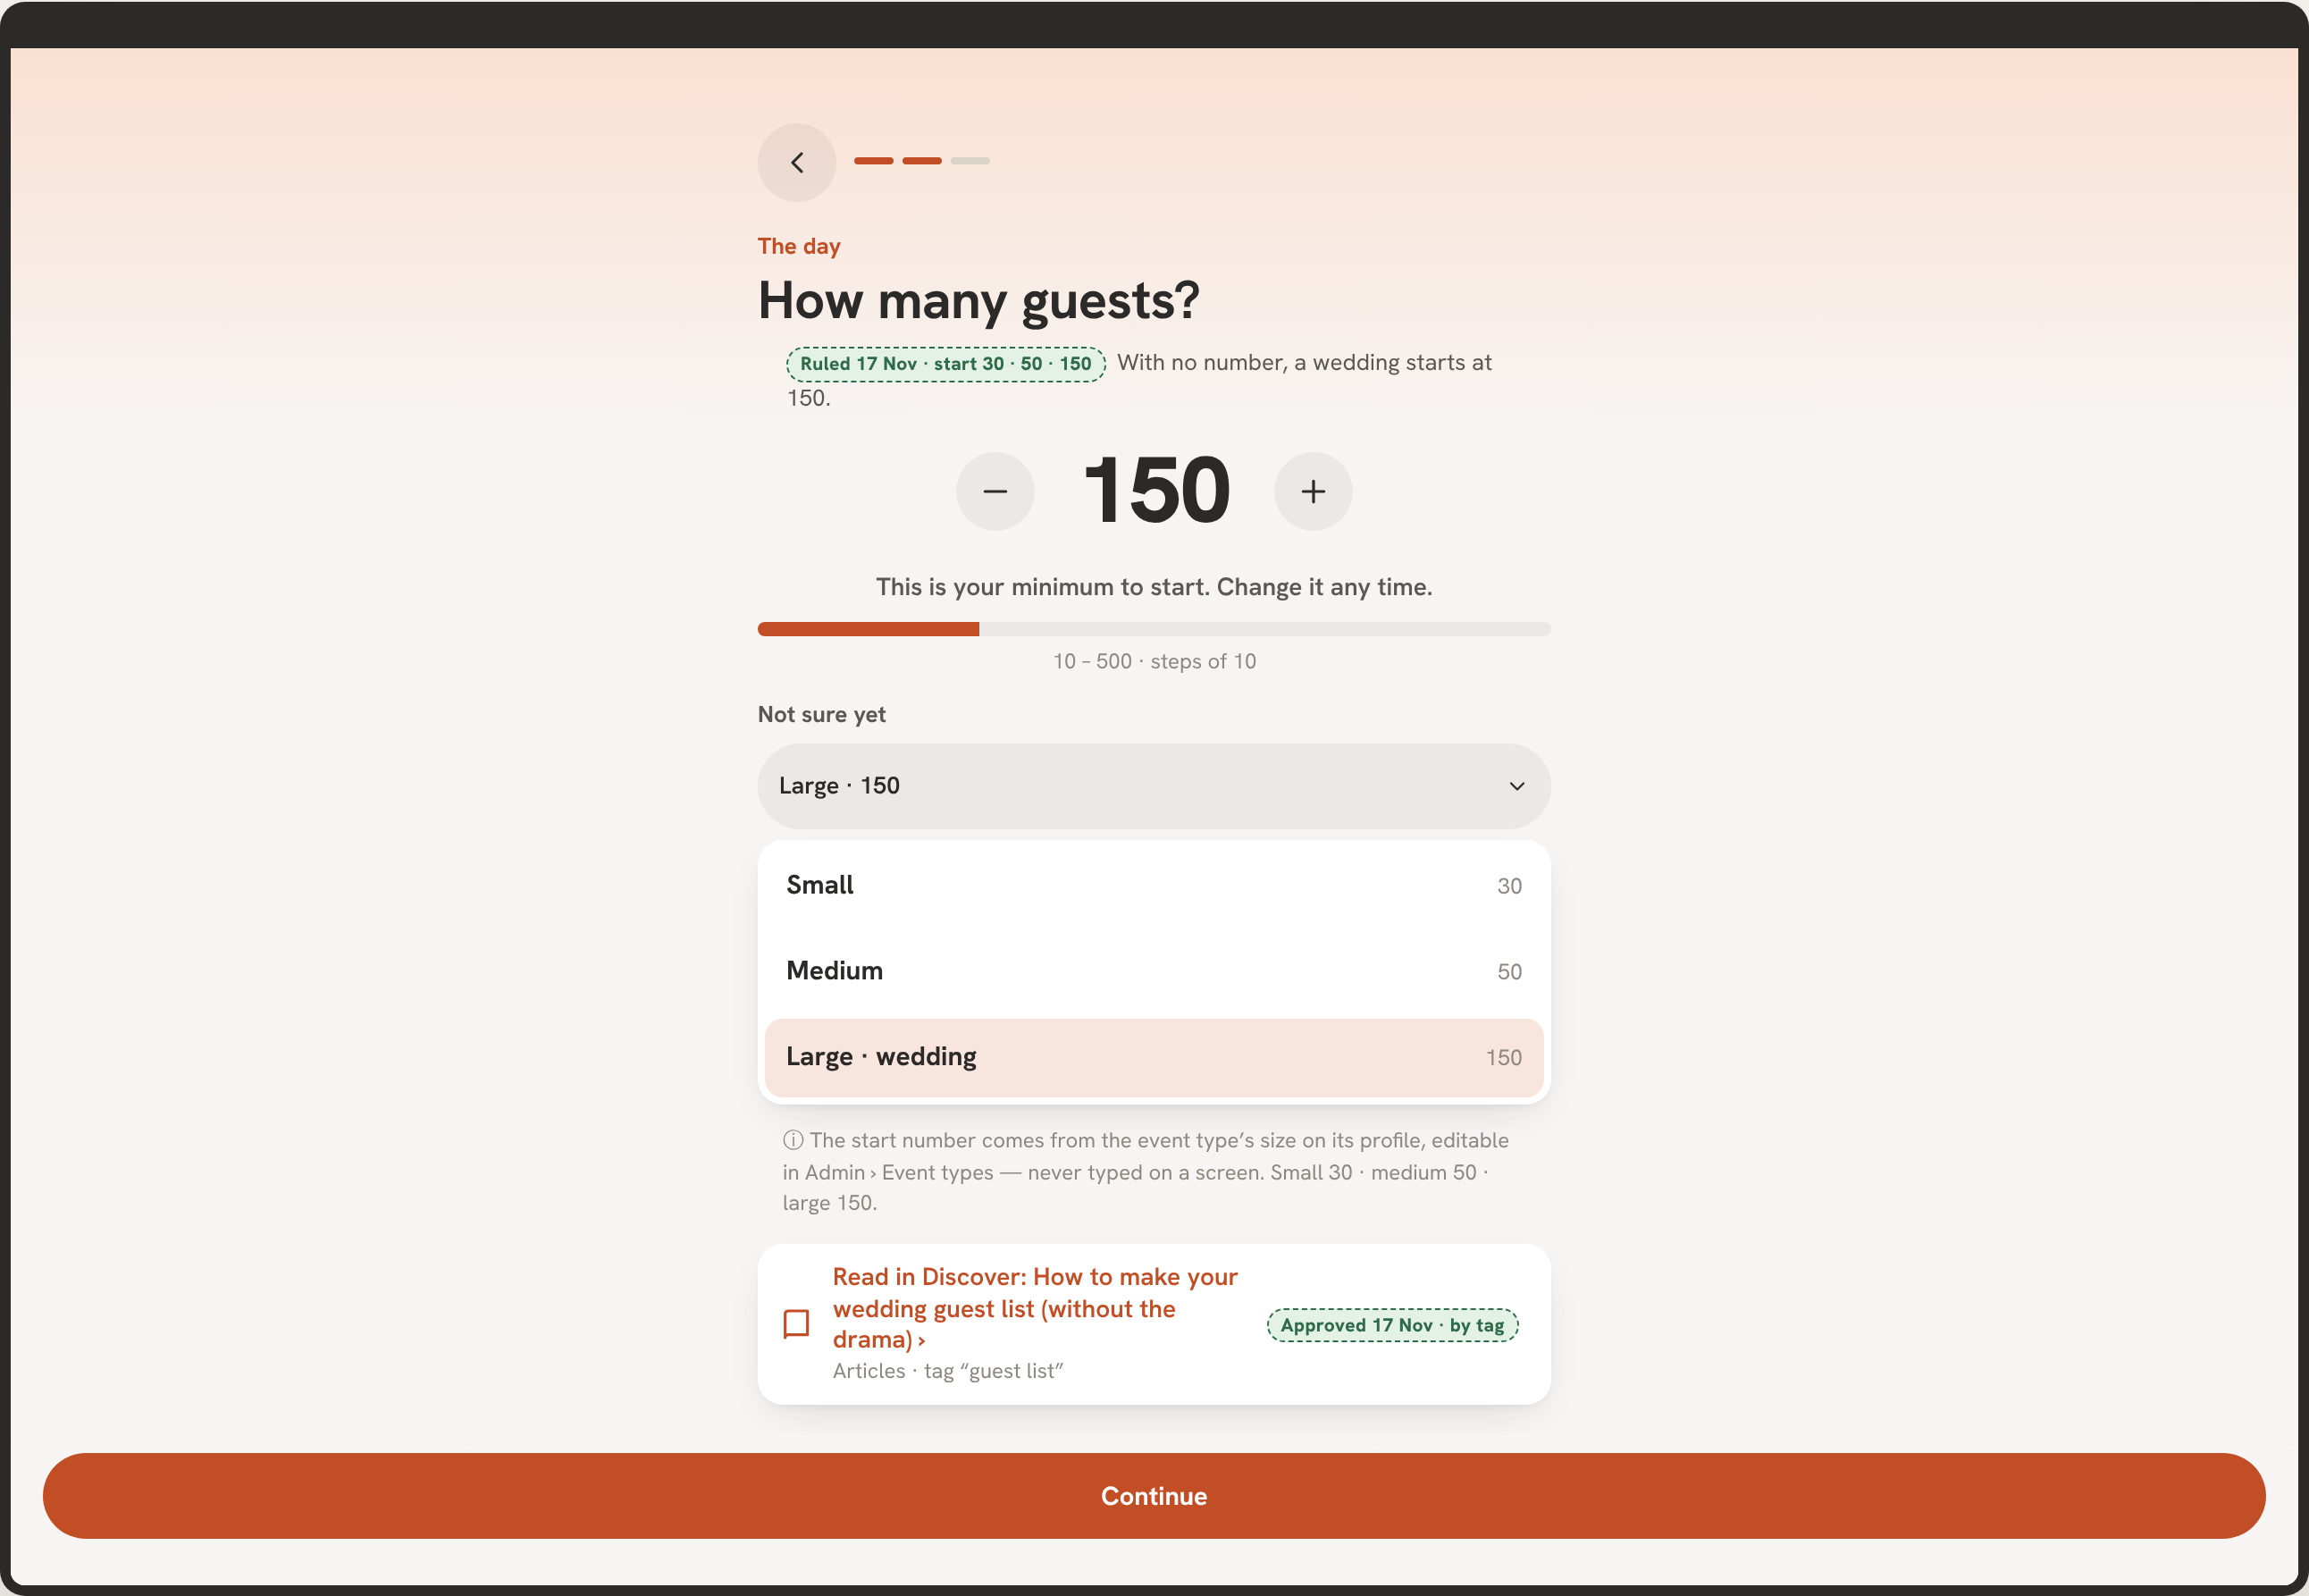 The day
How many guests?
Ruled 17 Nov · start 30 · 50 · 150 With no number, a wedding starts at
150.
150
This is your minimum to start. Change it any time.
10 – 500 · steps of 10
Not sure yet
Large · 150
Small 30
Medium 50
Large · wedding 150
ⓘ The start number comes from the event type’s size on its profile, editable
in Admin › Event types — never typed on a screen. Small 30 · medium 50 ·
large 150.
Read in Discover: How to make your
wedding guest list (without the
drama) ›
Approved 17 Nov · by tag
Articles · tag “guest list”
Continue